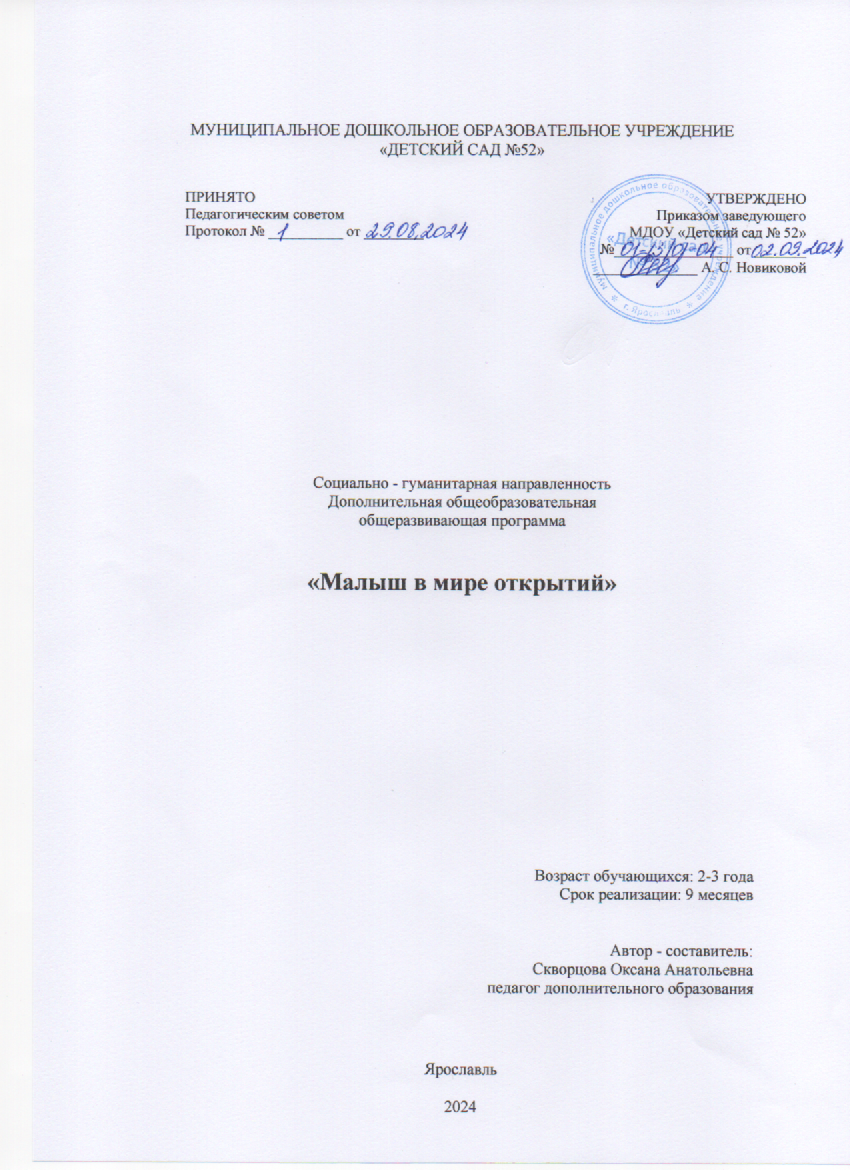 МУНИЦИПАЛЬНОЕ ДОШКОЛЬНОЕ ОБРАЗОВАТЕЛЬНОЕ УЧРЕЖДЕНИЕ
«ДЕТСКИЙ САД №52»
ПРИНЯТО
Педагогическим советом
Протокол № 1 от 29.08.2024
УТВЕРЖДЕНО
Приказом заведующего
МДОУ «Детский сад № 52»
№ 01-13/01-04 от 02.09.2024
А. С. Новиковой
Социально - гуманитарная направленность
Дополнительная общеобразовательная
общеразвивающая программа
«Малыш в мире открытий»
Возраст обучающихся: 2-3 года
Срок реализации: 9 месяцев
Автор - составитель:
Скворцова Оксана Анатольевна
педагог дополнительного образования
Ярославль
2024